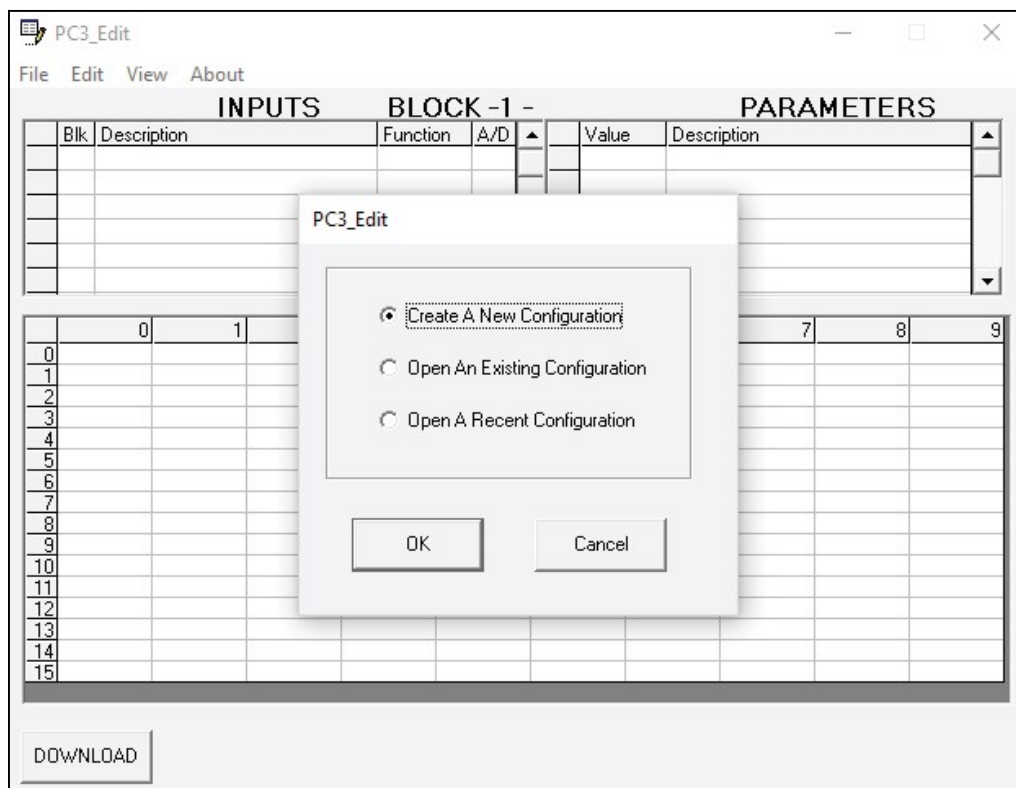 PC3_Edit
File Edit View About
INPUTS BLOCK -1 - PARAMETERS
Blk Description Function A/D Value Description
PC3_Edit
Create A New Configuration
Open An Existing Configuration
Open A Recent Configuration
OK Cancel
0 1 7 8 9
0
1
2
3
4
5
6
7
8
9
10
11
12
13
14
15
DOWNLOAD